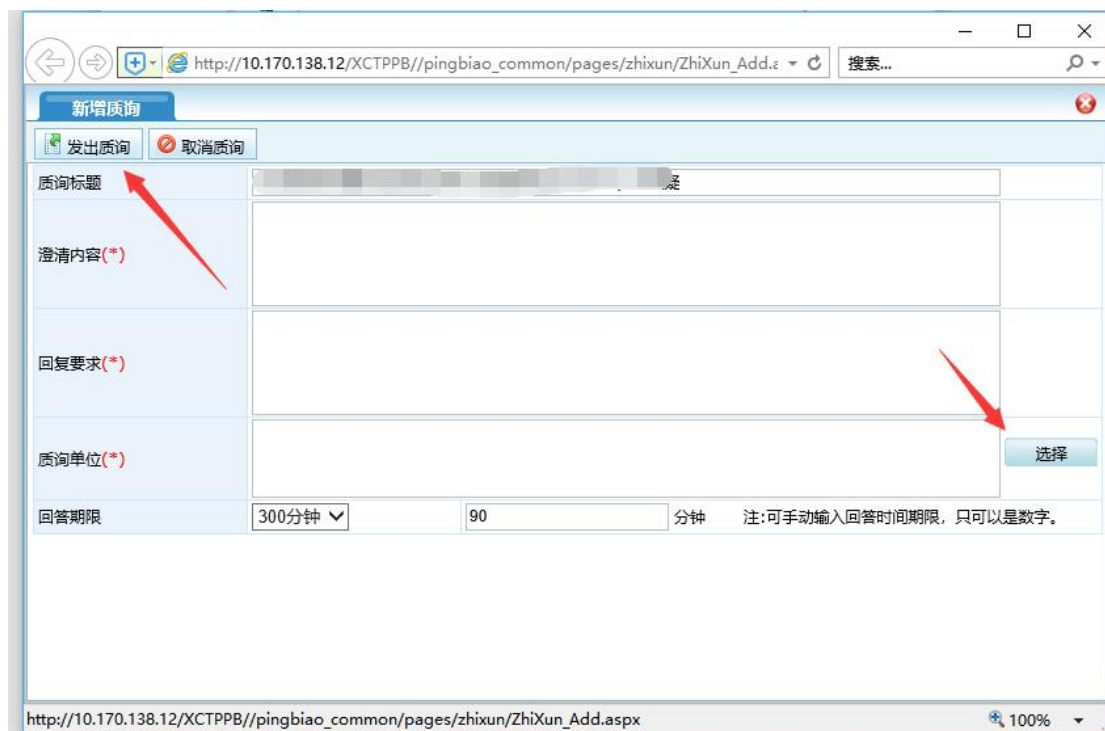 http://10.170.138.12/XCTPPB//pingbiao_common/pages/zhixun/ZhiXun_Add.a 搜索...
新增质询
发出质询 取消质询
质询标题 疑
澄清内容(*)
回复要求(*)
质询单位(*) 选择
回答期限 300分钟 90 分钟 注:可手动输入回答时间期限，只可以是数字。
http://10.170.138.12/XCTPPB//pingbiao_common/pages/zhixun/ZhiXun_Add.aspx 100%